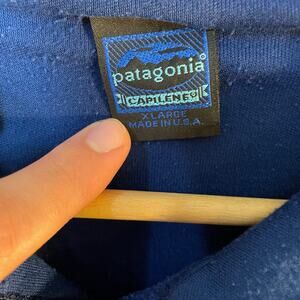 patagonia®
CAPILENE®
X LARGE
MADE IN U.S.A.